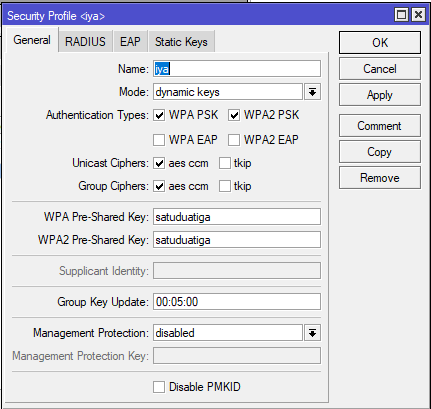 Security Profile <iya>
General RADIUS EAP Static Keys
OK
Name: iya
Cancel
Mode: dynamic keys
Apply
Authentication Types: WPA PSK WPA2 PSK
Comment
WPA EAP WPA2 EAP
Copy
Unicast Ciphers: aes ccm tkip
Remove
Group Ciphers: aes ccm tkip
WPA Pre-Shared Key: satuduatiga
WPA2 Pre-Shared Key: satuduatiga
Supplicant Identity:
Group Key Update: 00:05:00
Management Protection: disabled
Management Protection Key:
Disable PMKID